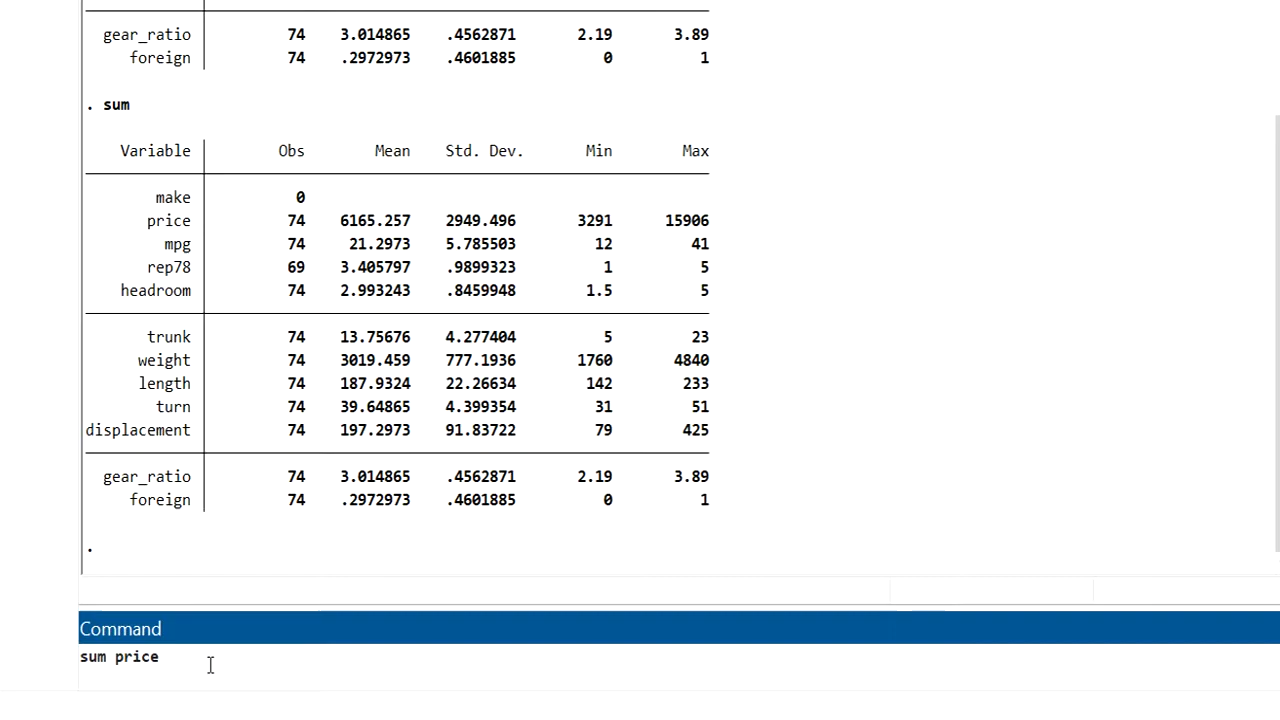 gear_ratio 74 3.014865 .4562871 2.19 3.89
foreign 74 .2972973 .4601885 0 1
. sum
Variable Obs Mean Std. Dev. Min Max
make 0
price 74 6165.257 2949.496 3291 15906
mpg 74 21.2973 5.785503 12 41
rep78 69 3.405797 .9899323 1 5
headroom 74 2.993243 .8459948 1.5 5
trunk 74 13.75676 4.277404 5 23
weight 74 3019.459 777.1936 1760 4840
length 74 187.9324 22.26634 142 233
turn 74 39.64865 4.399354 31 51
displacement 74 197.2973 91.83722 79 425
gear_ratio 74 3.014865 .4562871 2.19 3.89
foreign 74 .2972973 .4601885 0 1
.
Command
sum price